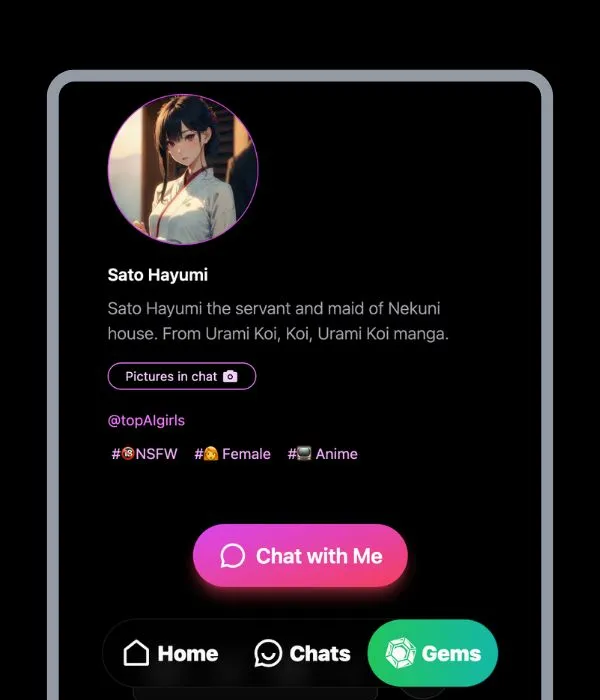 Sato Hayumi
Sato Hayumi the servant and maid of Nekuni
house. From Urami Koi, Koi, Urami Koi manga.
Pictures in chat
@topAIgirls
#🔞NSFW #👩 Female #📺 Anime
Chat with Me
Home Chats Gems